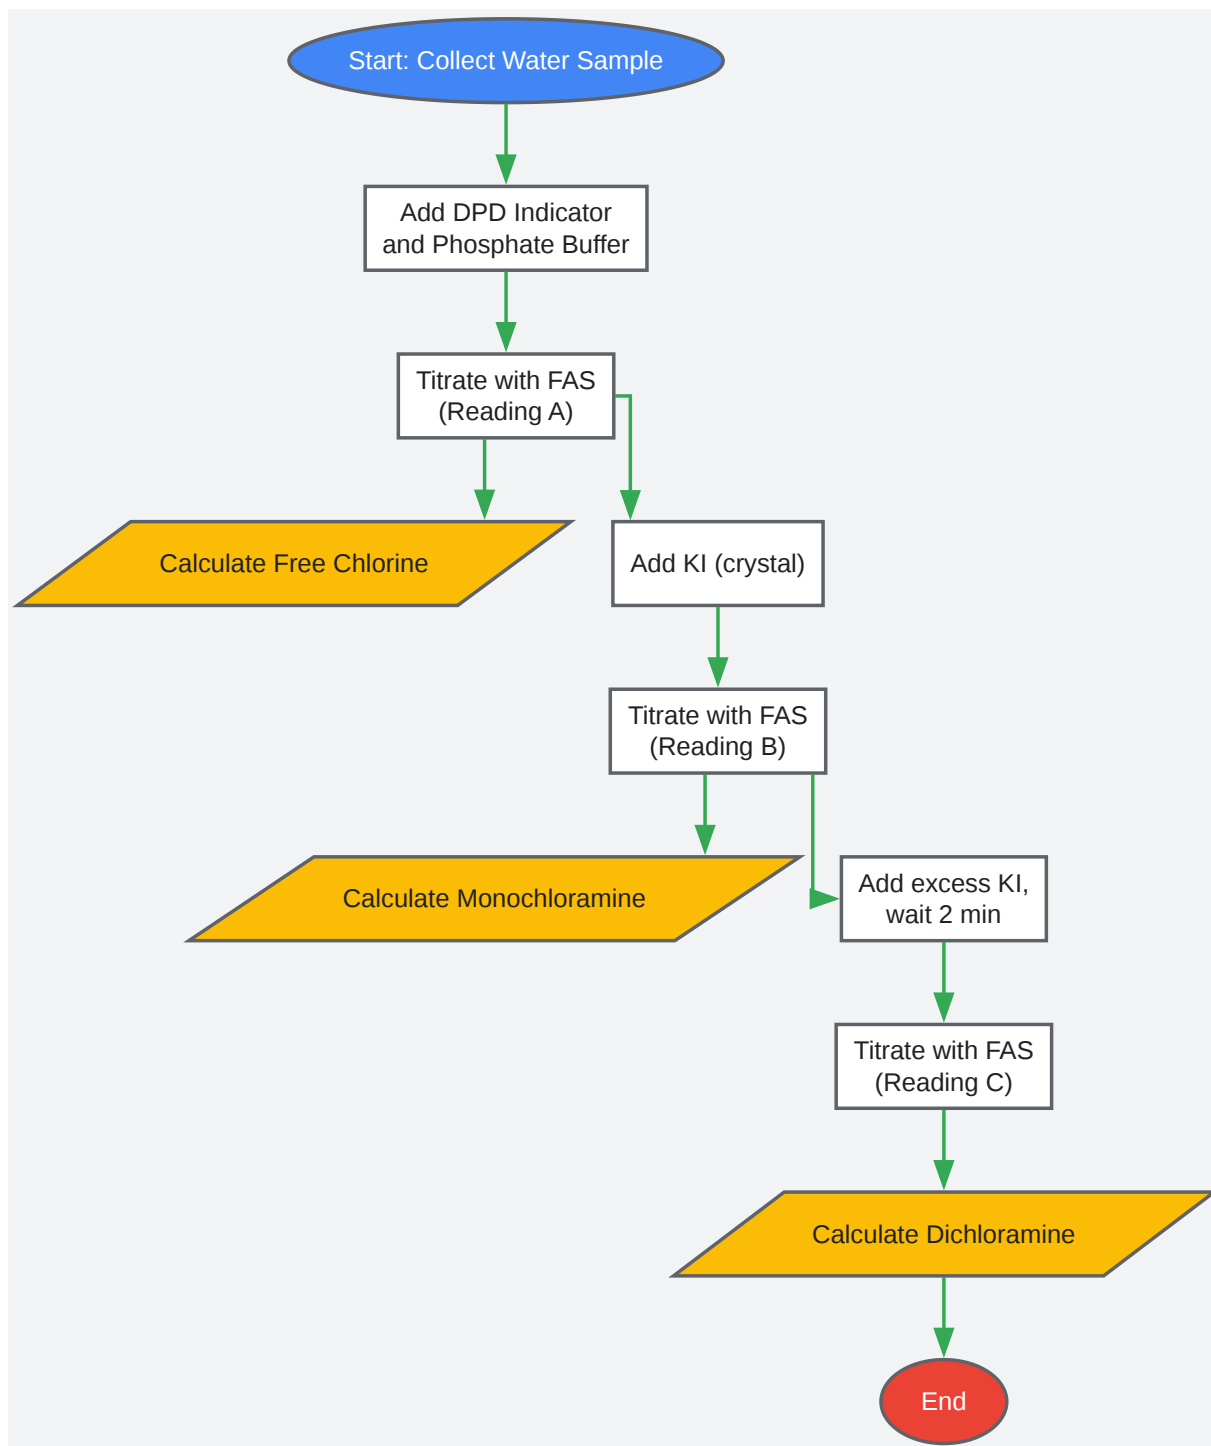 Start: Collect Water Sample
Add DPD Indicator
and Phosphate Buffer
Titrate with FAS
(Reading A)
Calculate Free Chlorine
Add KI (crystal)
Titrate with FAS
(Reading B)
Calculate Monochloramine
Add excess KI,
wait 2 min
Titrate with FAS
(Reading C)
Calculate Dichloramine
End